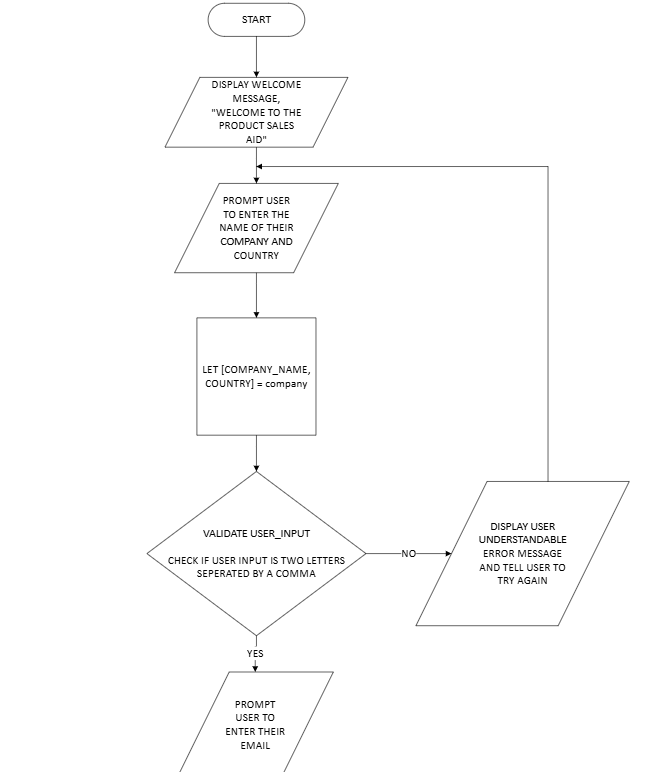 START
DISPLAY WELCOME
MESSAGE,
"WELCOME TO THE
PRODUCT SALES
AID"
PROMPT USER
TO ENTER THE
NAME OF THEIR
COMPANY AND
COUNTRY
LET [COMPANY_NAME,
COUNTRY] = company
VALIDATE USER_INPUT
CHECK IF USER INPUT IS TWO LETTERS
SEPERATED BY A COMMA
NO
DISPLAY USER
UNDERSTANDABLE
ERROR MESSAGE
AND TELL USER TO
TRY AGAIN
YES
PROMPT
USER TO
ENTER THEIR
EMAIL